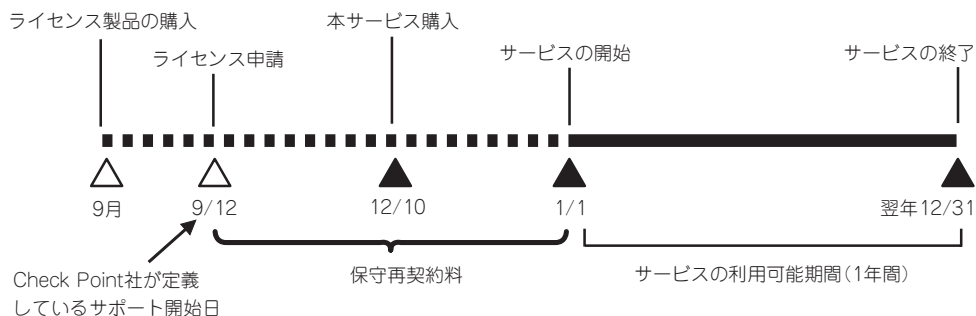 ライセンス製品の購入
本サービス購入
ライセンス申請
サービスの開始
サービスの終了
9月
9/12
12/10
1/1
翌年12/31
Check Point社が定義
しているサポート開始日
保守再契約料
サービスの利用可能期間(1年間)